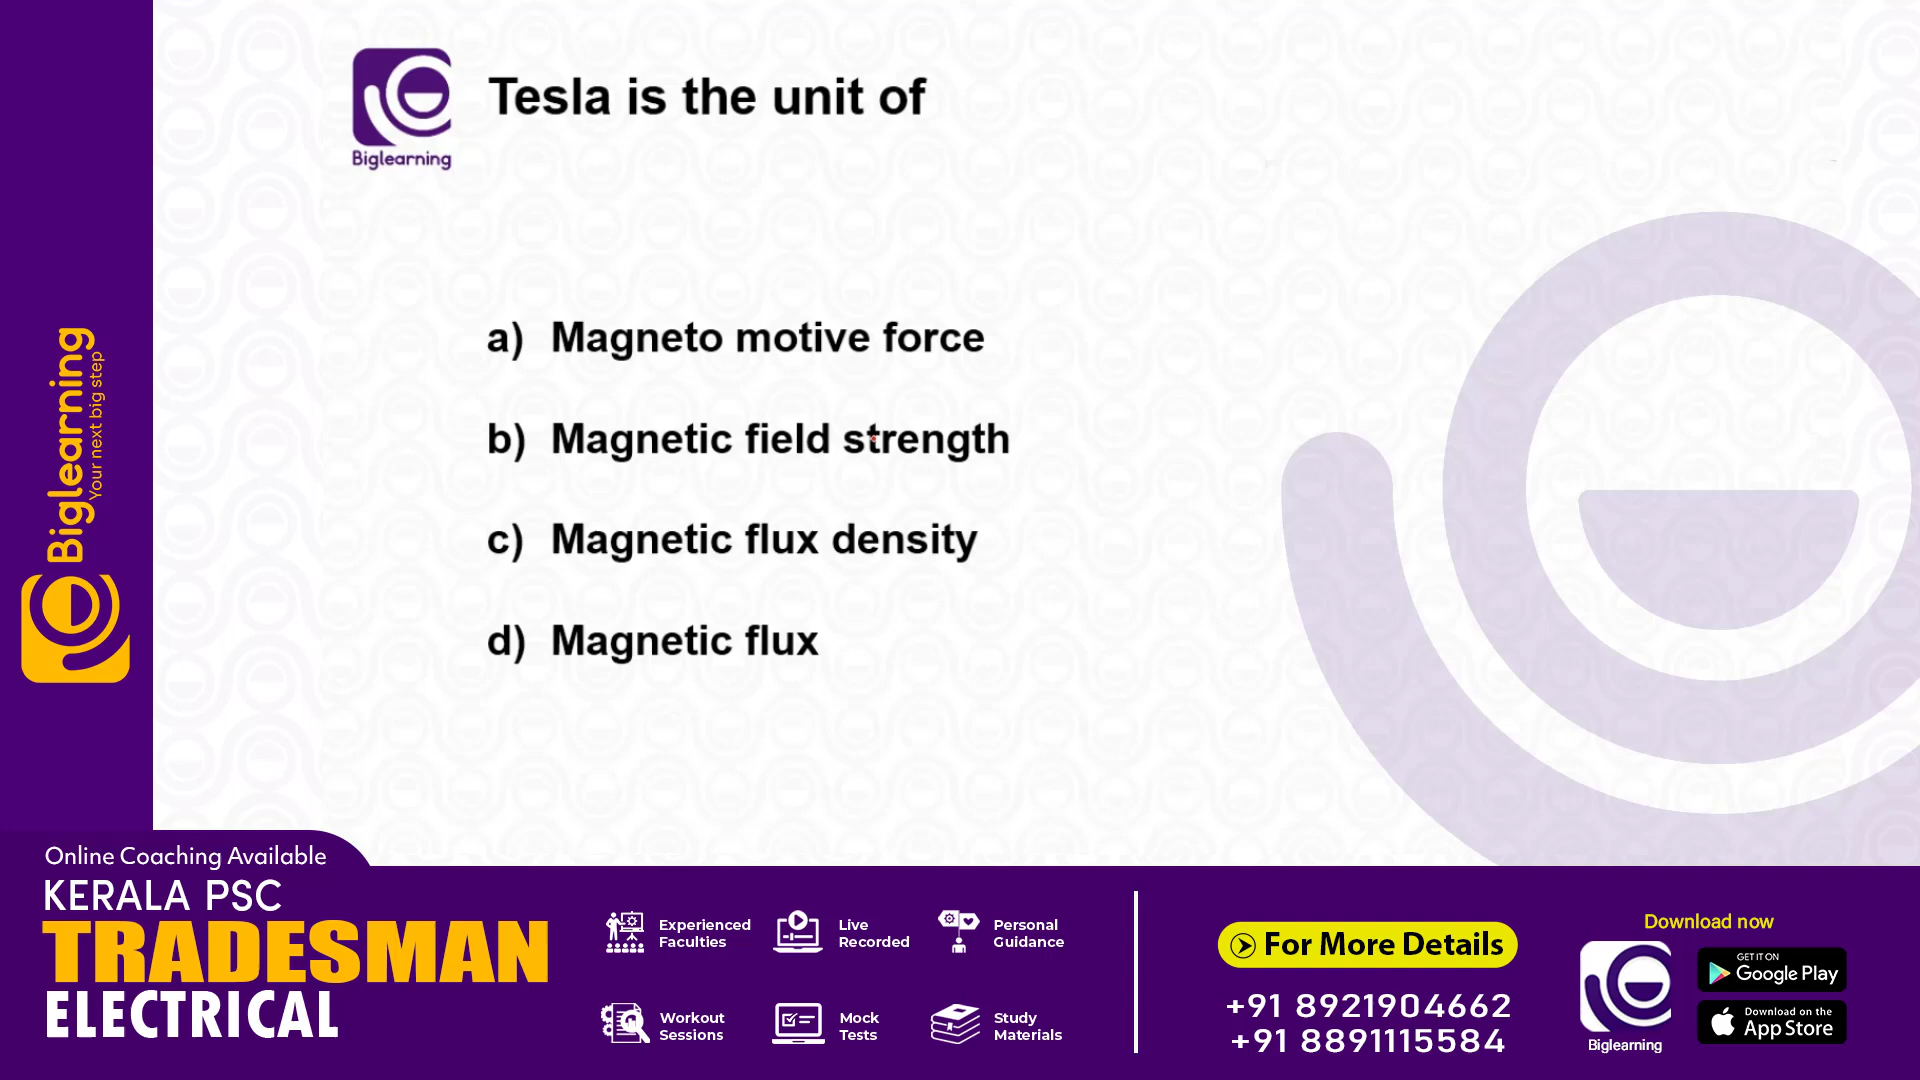 Biglearning
Tesla is the unit of
a) Magneto motive force
b) Magnetic field strength
c) Magnetic flux density
d) Magnetic flux
Biglearning
Your next big step
Online Coaching Available
KERALA PSC
TRADESMAN
ELECTRICAL
Experienced
Faculties
Live
Recorded
Personal
Guidance
Workout
Sessions
Mock
Tests
Study
Materials
For More Details
+91 8921904662
+91 8891115584
Download now
Biglearning
GET IT ON
Google Play
Download on the
App Store